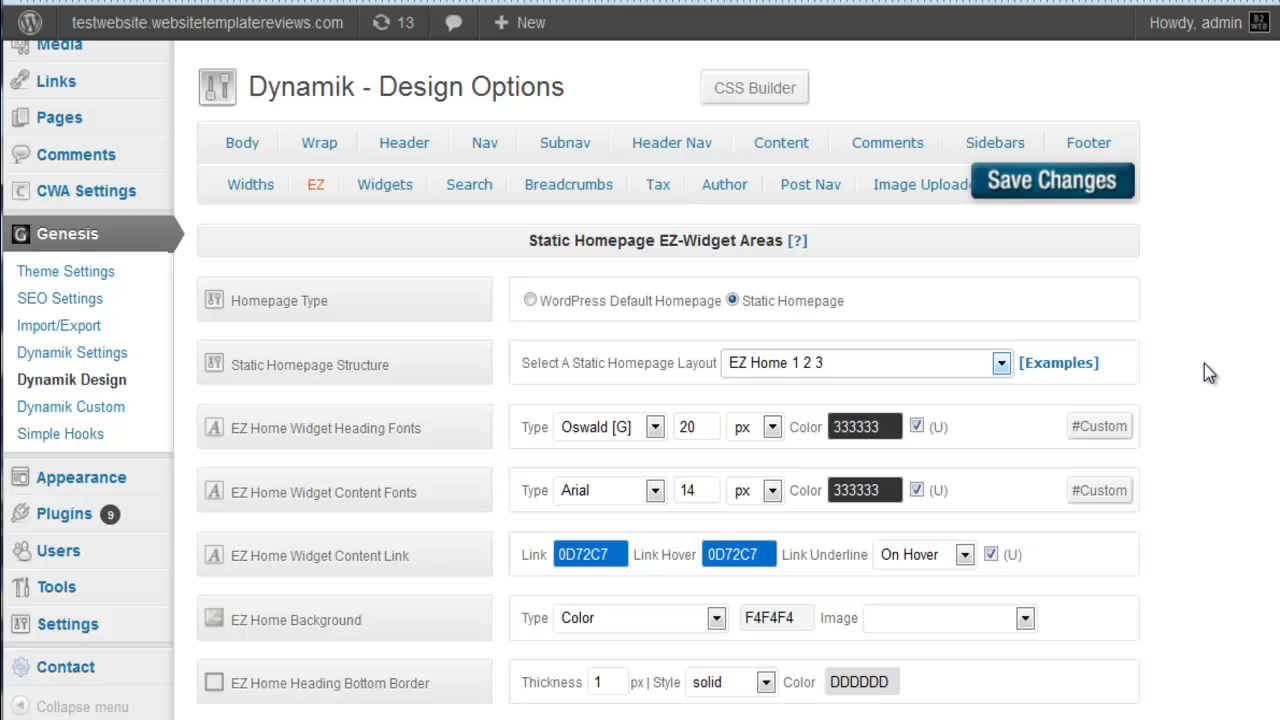 testwebsite.websitetemplatereviews.com 13 New Howdy, admin
Media
Links
Pages
Comments
CWA Settings
Genesis
Theme Settings
SEO Settings
Import/Export
Dynamik Settings
Dynamik Design
Dynamik Custom
Simple Hooks
Appearance
Plugins 9
Users
Tools
Settings
Contact
Collapse menu
Dynamik - Design Options CSS Builder
Body Wrap Header Nav Subnav Header Nav Content Comments Sidebars Footer
Widths EZ Widgets Search Breadcrumbs Tax Author Post Nav Image Upload Save Changes
Static Homepage EZ-Widget Areas [?]
Homepage Type WordPress Default Homepage Static Homepage
Static Homepage Structure Select A Static Homepage Layout EZ Home 1 2 3 [Examples]
EZ Home Widget Heading Fonts Type Oswald [G] 20 px Color 333333 (U) #Custom
EZ Home Widget Content Fonts Type Arial 14 px Color 333333 (U) #Custom
EZ Home Widget Content Link Link 0D72C7 Link Hover 0D72C7 Link Underline On Hover (U)
EZ Home Background Type Color F4F4F4 Image
EZ Home Heading Bottom Border Thickness 1 px | Style solid Color DDDDDD